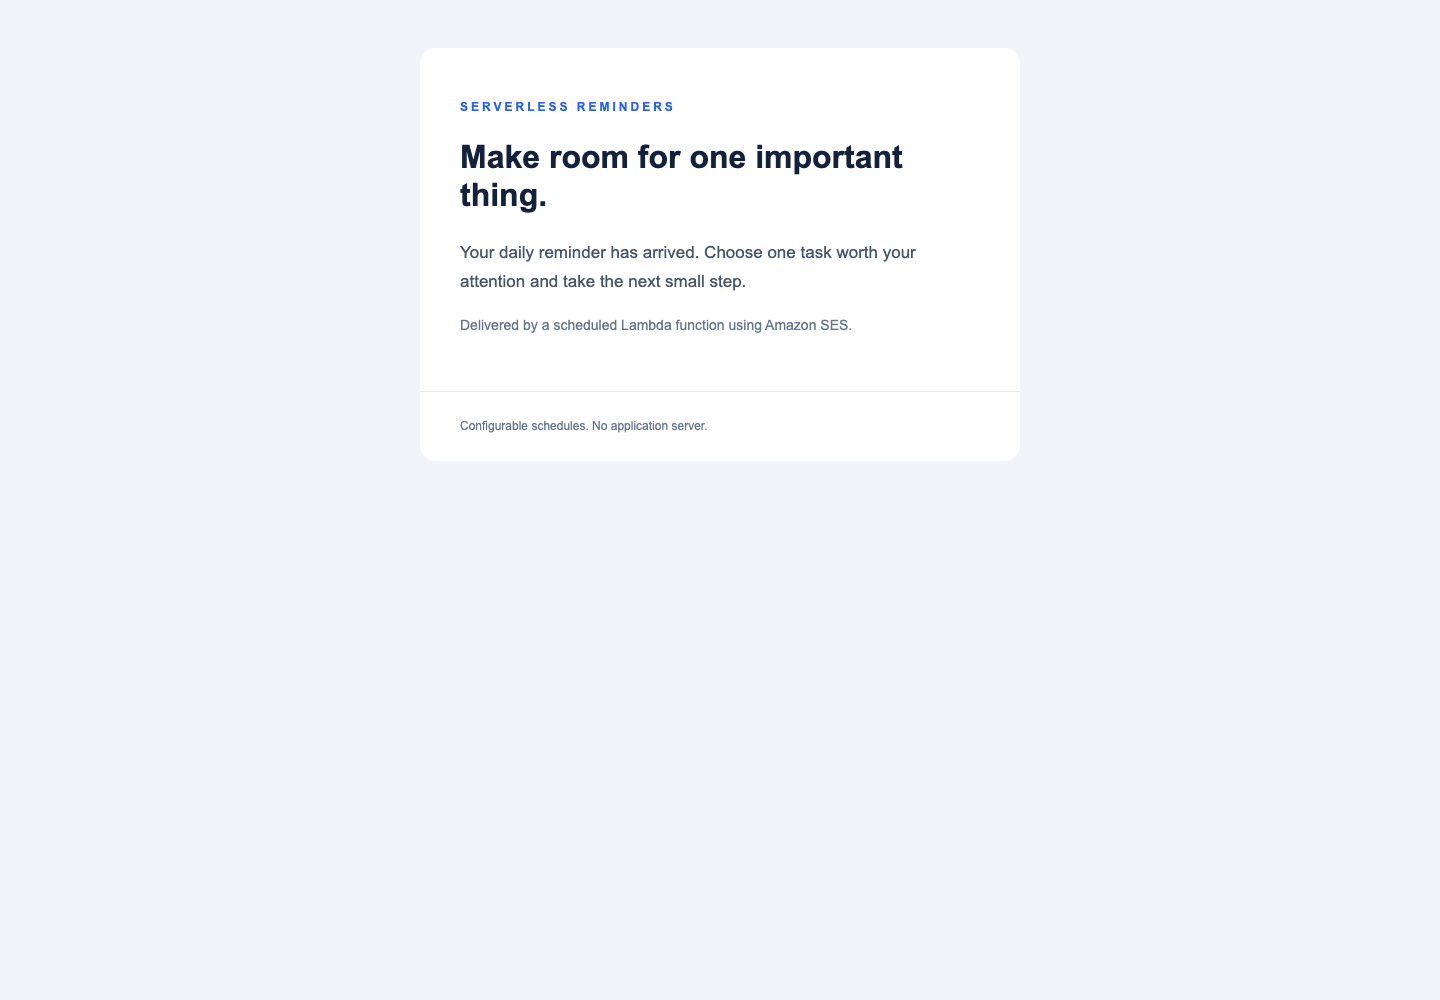 SERVERLESS REMINDERS
Make room for one important
thing.
Your daily reminder has arrived. Choose one task worth your
attention and take the next small step.
Delivered by a scheduled Lambda function using Amazon SES.
Configurable schedules. No application server.